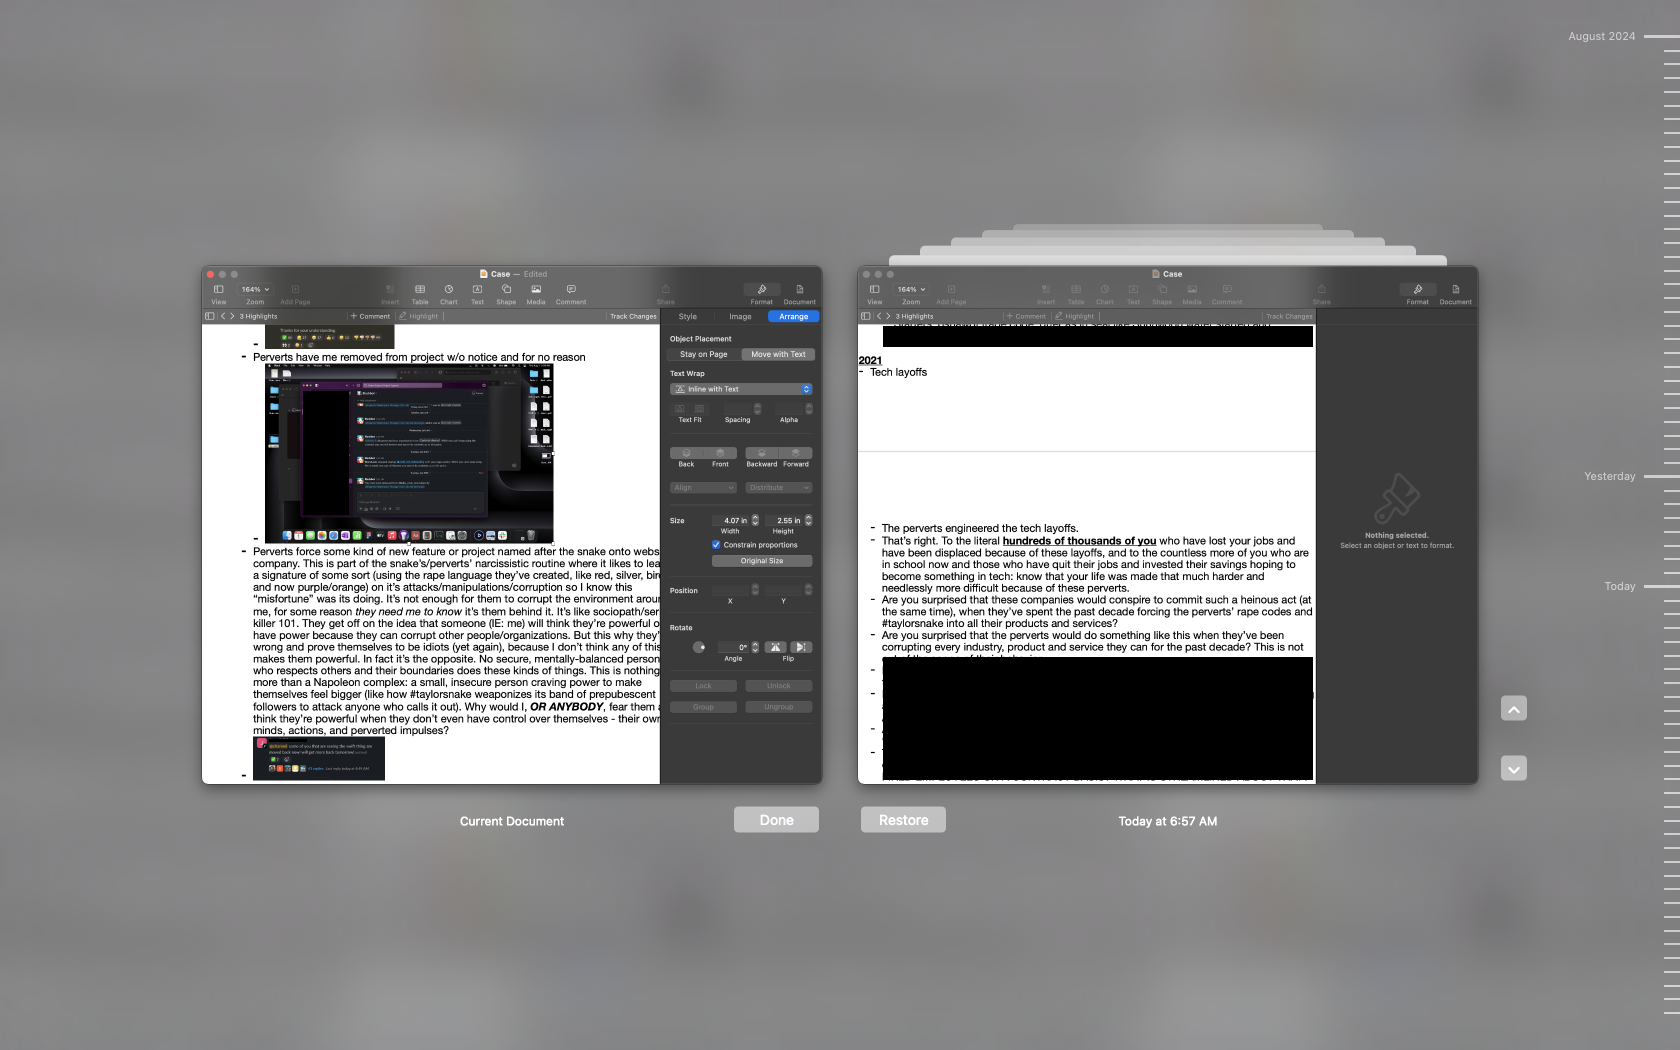 August 2024
Yesterday
Today
Case — Edited
View
164%
Zoom
Add Page
Insert
Table
Chart
Text
Shape
Media
Comment
Share
Format
Document
3 Highlights
+ Comment
Highlight
Track Changes
Style
Image
Arrange
Thanks for your understanding.
- Perverts have me removed from project w/o notice and for no reason
- Perverts force some kind of new feature or project named after the snake onto webs
company. This is part of the snake's/perverts' narcissistic routine where it likes to lea
a signature of some sort (using the rape language they've created, like red, silver, bir
and now purple/orange) on it's attacks/manipulations/corruption so I know this
“misfortune” was its doing. It's not enough for them to corrupt the environment arou
me, for some reason they need me to know it's them behind it. It's like sociopath/ser
killer 101. They get off on the idea that someone (IE: me) will think they're powerful o
have power because they can corrupt other people/organizations. But this why they'
wrong and prove themselves to be idiots (yet again), because I don't think any of this
makes them powerful. In fact it's the opposite. No secure, mentally-balanced person
who respects others and their boundaries does these kinds of things. This is nothing
more than a Napoleon complex: a small, insecure person craving power to make
themselves feel bigger (like how #taylorsnake weaponizes its band of prepubescent
followers to attack anyone who calls it out). Why would I, OR ANYBODY, fear them a
think they're powerful when they don't even have control over themselves - their own
minds, actions, and perverted impulses?
some of you that are seeing the swift thing are
moved back now! will get more back tomorrow!
Object Placement
Stay on Page
Move with Text
Text Wrap
Inline with Text
Text Fit
Spacing
Alpha
Back
Front
Backward
Forward
Align
Distribute
Size
4.07 in
2.55 in
Width
Height
Constrain proportions
Original Size
Position
X
Y
Rotate
0°
Angle
Flip
Lock
Unlock
Group
Ungroup
Current Document
Done
Case
View
164%
Zoom
Add Page
Insert
Table
Chart
Text
Shape
Media
Comment
Share
Format
Document
3 Highlights
+ Comment
Highlight
Track Changes
2021
- Tech layoffs
- The perverts engineered the tech layoffs.
- That's right. To the literal hundreds of thousands of you who have lost your jobs and
have been displaced because of these layoffs, and to the countless more of you who are
in school now and those who have quit their jobs and invested their savings hoping to
become something in tech: know that your life was made that much harder and
needlessly more difficult because of these perverts.
- Are you surprised that these companies would conspire to commit such a heinous act (at
the same time), when they've spent the past decade forcing the perverts' rape codes and
#taylorsnake into all their products and services?
- Are you surprised that the perverts would do something like this when they've been
corrupting every industry, product and service they can for the past decade? This is not
Nothing selected.
Select an object or text to format.
Restore
Today at 6:57 AM